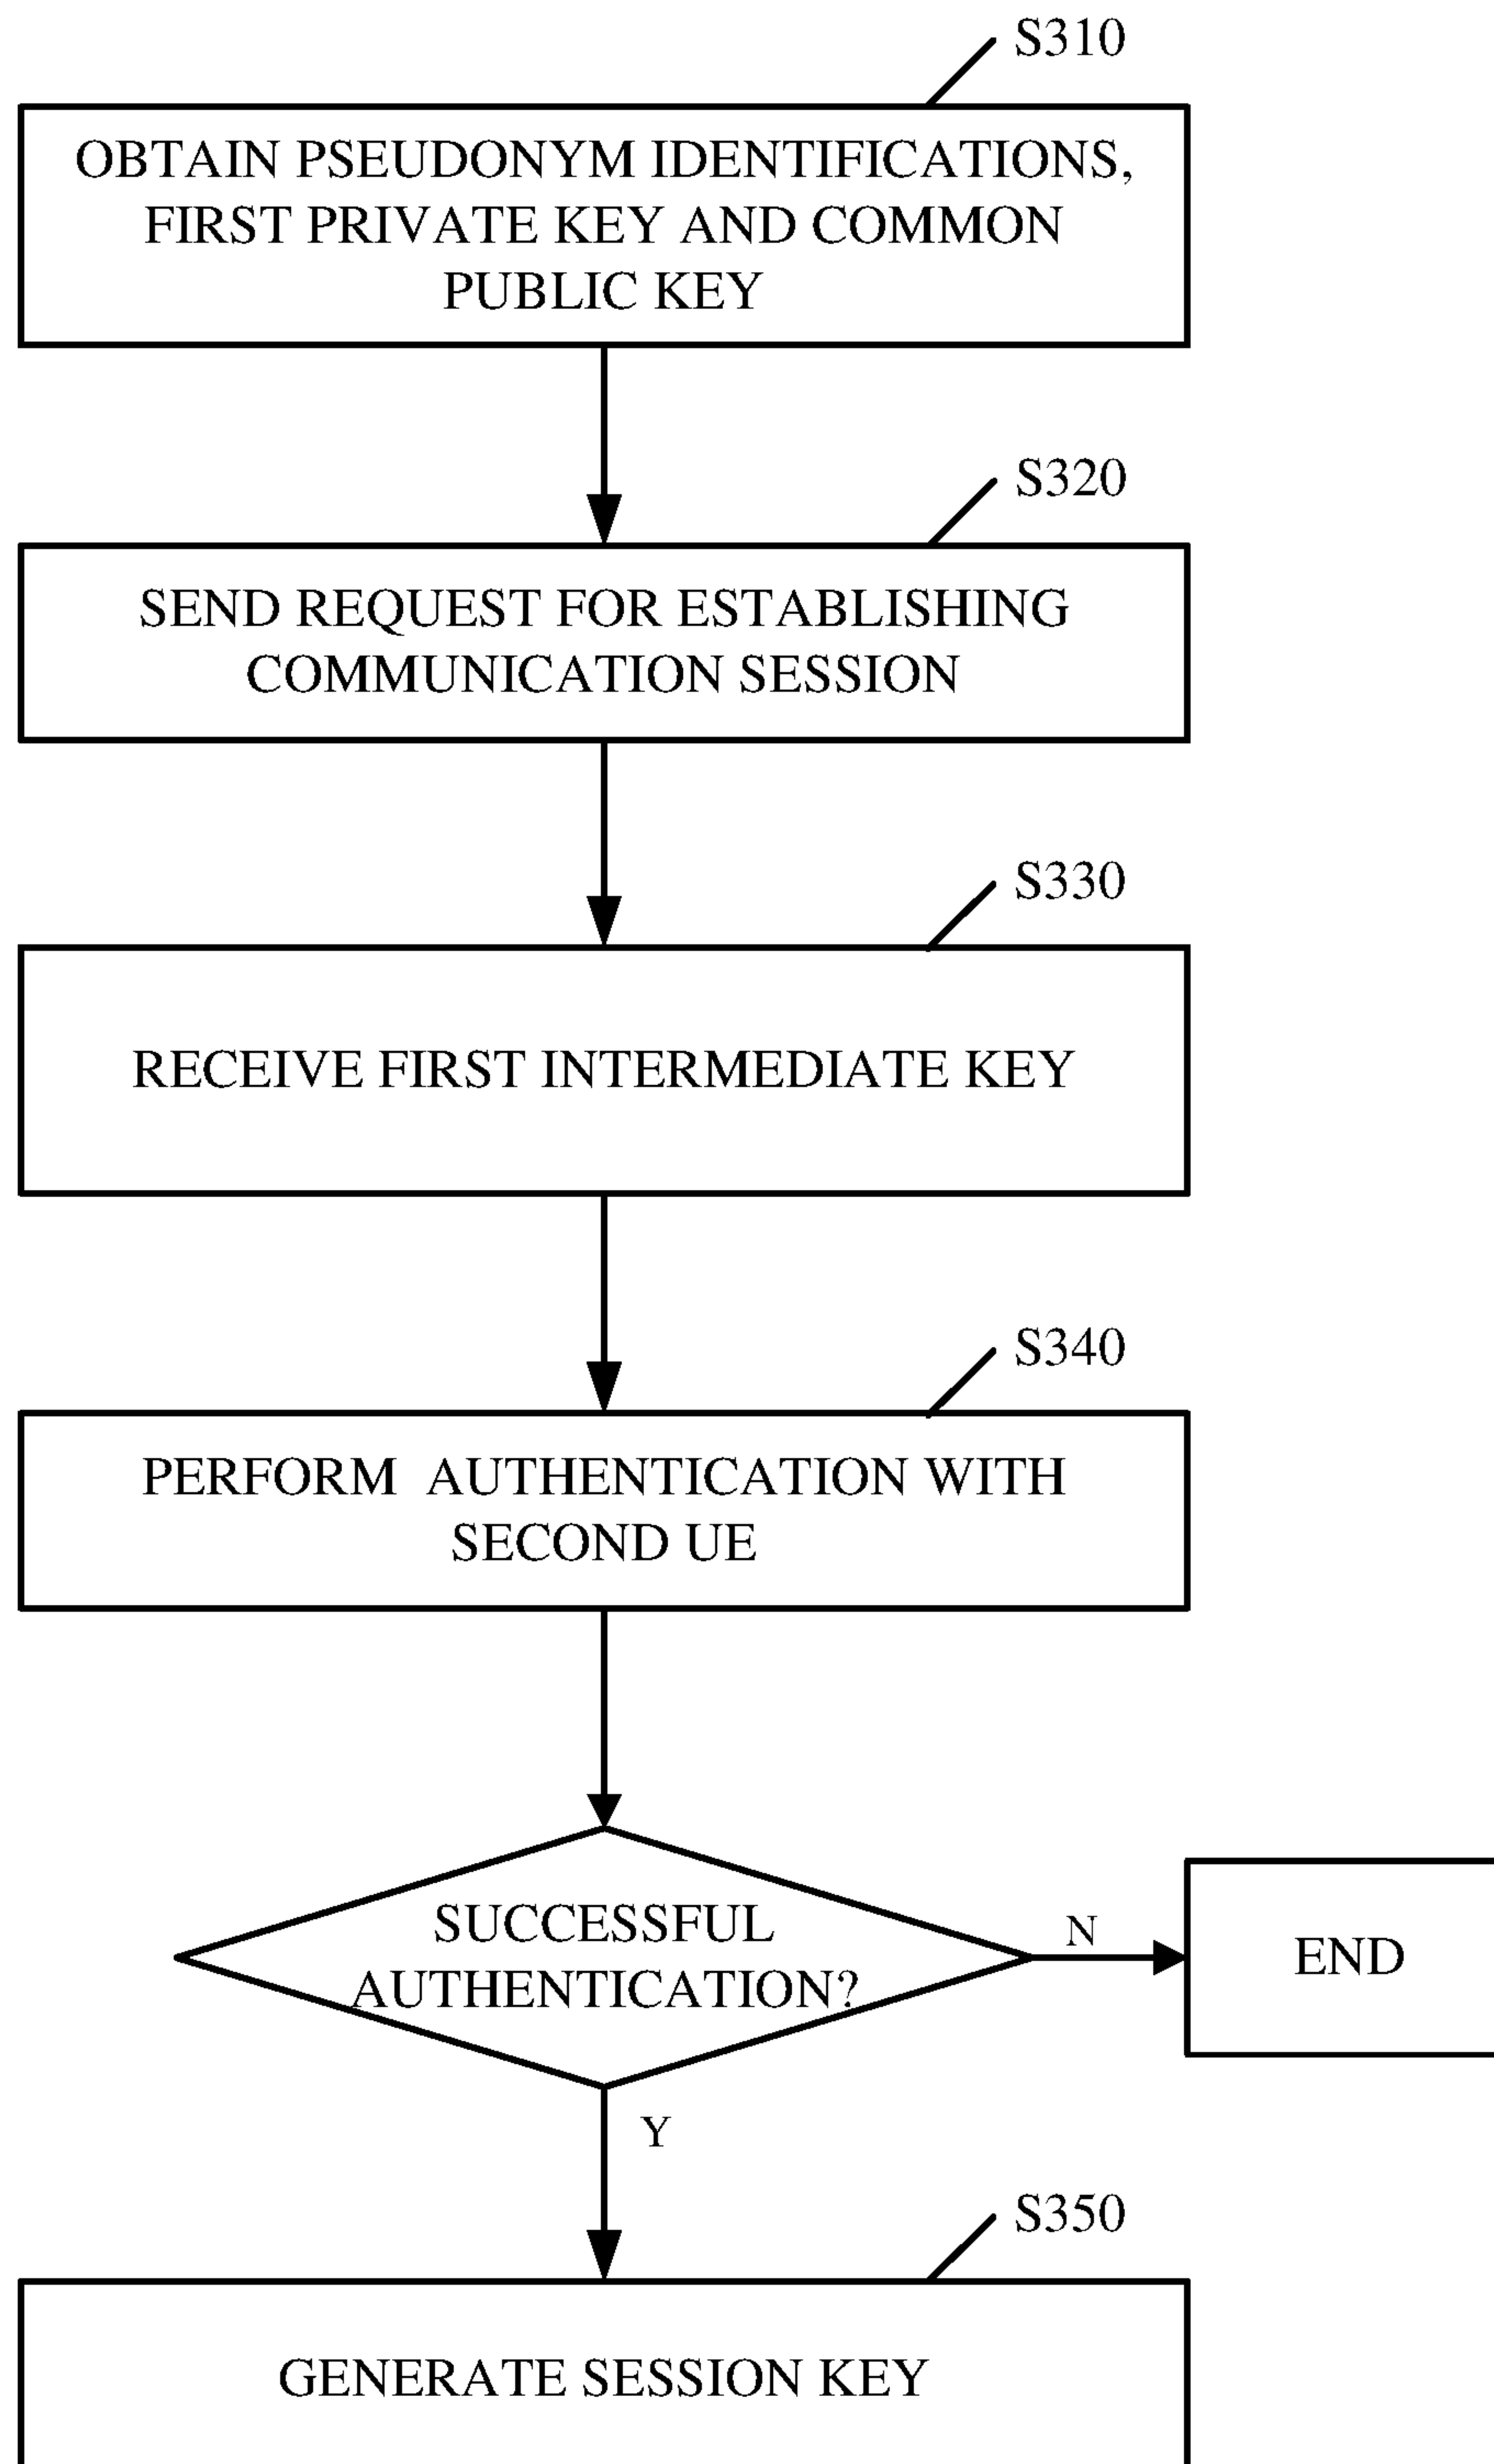 S310
OBTAIN PSEUDONYM IDENTIFICATIONS,
FIRST PRIVATE KEY AND COMMON
PUBLIC KEY
S320
SEND REQUEST FOR ESTABLISHING
COMMUNICATION SESSION
S330
RECEIVE FIRST INTERMEDIATE KEY
S340
PERFORM AUTHENTICATION WITH
SECOND UE
SUCCESSFUL
AUTHENTICATION?
N
END
Y
S350
GENERATE SESSION KEY